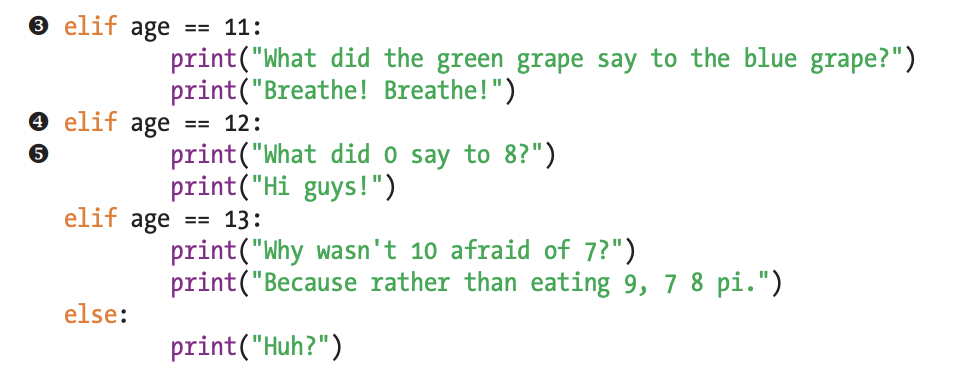 ❸ elif age == 11:
print("What did the green grape say to the blue grape?")
print("Breathe! Breathe!")
❹ elif age == 12:
❺ print("What did 0 say to 8?")
print("Hi guys!")
elif age == 13:
print("Why wasn't 10 afraid of 7?")
print("Because rather than eating 9, 7 8 pi.")
else:
print("Huh?")